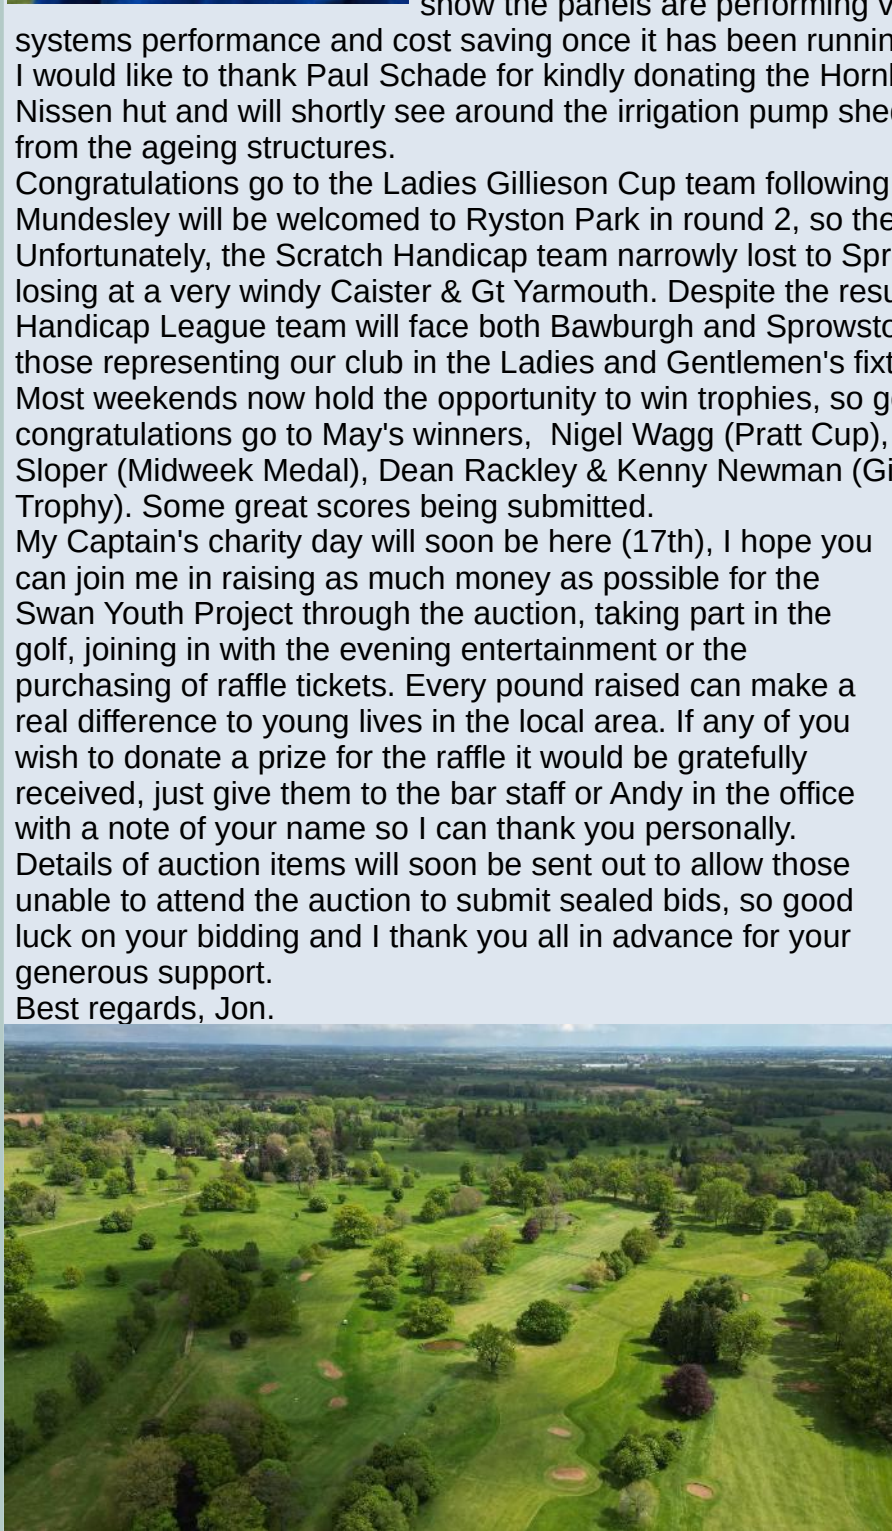 show the panels are performing
systems performance and cost saving once it has been
I would like to thank Paul Schade for kindly donating the
Nissen hut and will shortly see around the irrigation pump
from the ageing structures.
Congratulations go to the Ladies Gillieson Cup team following
Mundesley will be welcomed to Ryston Park in round 2, so
Unfortunately, the Scratch Handicap team narrowly lost to
losing at a very windy Caister & Gt Yarmouth. Despite the
Handicap League team will face both Bawburgh and
those representing our club in the Ladies and Gentlemen's
Most weekends now hold the opportunity to win trophies, so
congratulations go to May's winners,  Nigel Wagg (Pratt Cup),
Sloper (Midweek Medal), Dean Rackley & Kenny Newman
Trophy). Some great scores being submitted.
My Captain's charity day will soon be here (17th), I hope you
can join me in raising as much money as possible for the
Swan Youth Project through the auction, taking part in the
golf, joining in with the evening entertainment or the
purchasing of raffle tickets. Every pound raised can make a
real difference to young lives in the local area. If any of you
wish to donate a prize for the raffle it would be gratefully
received, just give them to the bar staff or Andy in the office
with a note of your name so I can thank you personally.
Details of auction items will soon be sent out to allow those
unable to attend the auction to submit sealed bids, so good
luck on your bidding and I thank you all in advance for your
generous support.
Best regards, Jon.